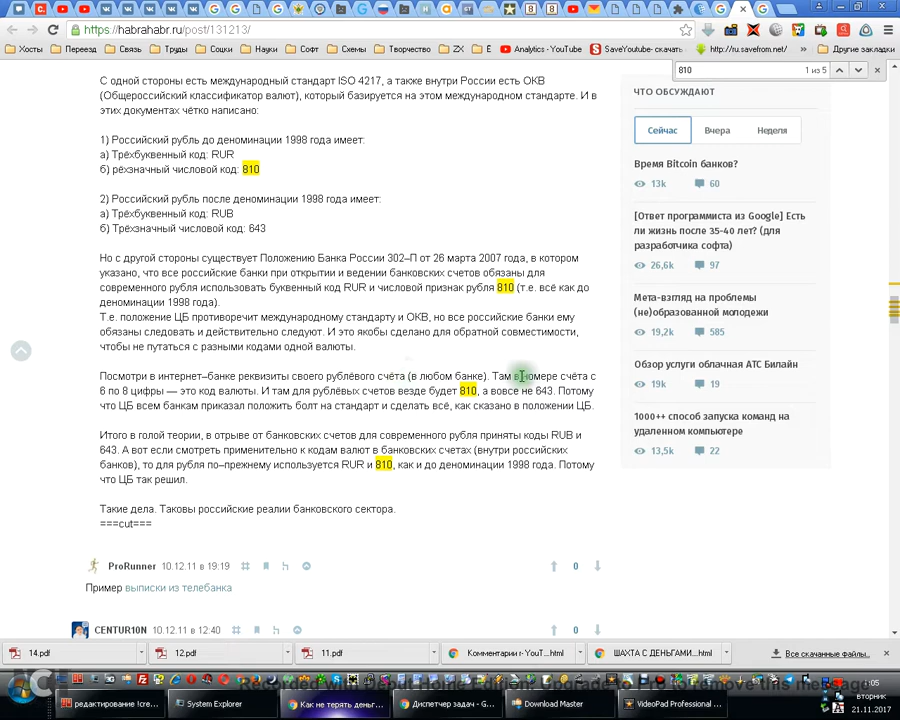 https://habrahabr.ru/post/131213/
Хосты Переезд Связь Труды Соцки Науки Софт Схемы Творчество ZX Е Analytics - YouTube SaveYoutube- скачать... http://ru.savefrom.net/ » Другие закладки
810 1 из 5
С одной стороны есть международный стандарт ISO 4217, а также внутри России есть ОКВ
(Общероссийский классификатор валют), который базируется на этом международном стандарте. И в
этих документах чётко написано:
1) Российский рубль до деноминации 1998 года имеет:
а) Трёхбуквенный код: RUR
б) рёхзначный числовой код: 810
2) Российский рубль после деноминации 1998 года имеет:
а) Трёхбуквенный код: RUB
б) Трёхзначный числовой код: 643
Но с другой стороны существует Положению Банка России 302–П от 26 марта 2007 года, в котором
указано, что все российские банки при открытии и ведении банковских счетов обязаны для
современного рубля использовать буквенный код RUR и числовой признак рубля 810 (т.е. всё как до
деноминации 1998 года).
Т.е. положение ЦБ противоречит международному стандарту и ОКВ, но все российские банки ему
обязаны следовать и действительно следуют. И это якобы сделано для обратной совместимости,
чтобы не путаться с разными кодами одной валюты.
Посмотри в интернет–банке реквизиты своего рублёвого счёта (в любом банке). Там в номере счёта с
6 по 8 цифры — это код валюты. И там для рублёвых счетов везде будет 810, а вовсе не 643. Потому
что ЦБ всем банкам приказал положить болт на стандарт и сделать всё, как сказано в положении ЦБ.
Итого в голой теории, в отрыве от банковских счетов для современного рубля приняты коды RUB и
643. А вот если смотреть применительно к кодам валют в банковских счетах (внутри российских
банков), то для рубля по–прежнему используется RUR и 810, как и до деноминации 1998 года. Потому
что ЦБ так решил.
Такие дела. Таковы российские реалии банковского сектора.
===cut===
ProRunner 10.12.11 в 19:19 0
Пример выписки из телебанка
CENTUR10N 10.12.11 в 12:40 0
ЧТО ОБСУЖДАЮТ
Сейчас Вчера Неделя
Время Bitcoin банков?
13k 60
[Ответ программиста из Google] Есть
ли жизнь после 35-40 лет? (для
разработчика софта)
26,6k 97
Мета-взгляд на проблемы
(не)образованной молодежи
19,2k 585
Обзор услуги облачная АТС Билайн
19k 19
1000++ способ запуска команд на
удаленном компьютере
13,5k 22
14.pdf 12.pdf 11.pdf Комментарии к YouT....html ШАХТА С ДЕНЬГАМИ....html Все скачанные файлы...
Recorded with Debut Home Edition. Upgrade to Pro to remove this message.
:05
вторник
21.11.2017
редактирование !cre... System Explorer Как не терять деньг... Диспетчер задач - G... Download Master VideoPad Professional ...